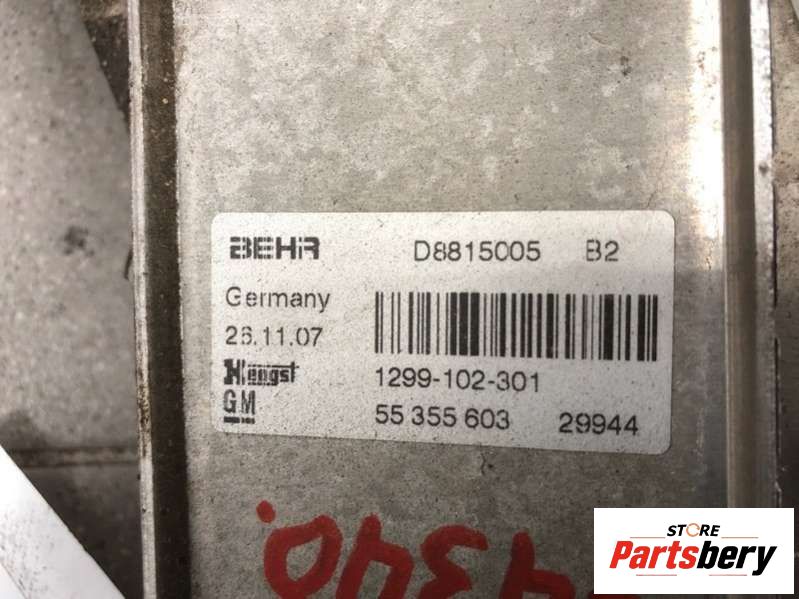 BEHR D8815005 B2
Germany
26.11.07
Hengst 1299-102-301
GM 55 355 603 29944
STORE
Partsbery